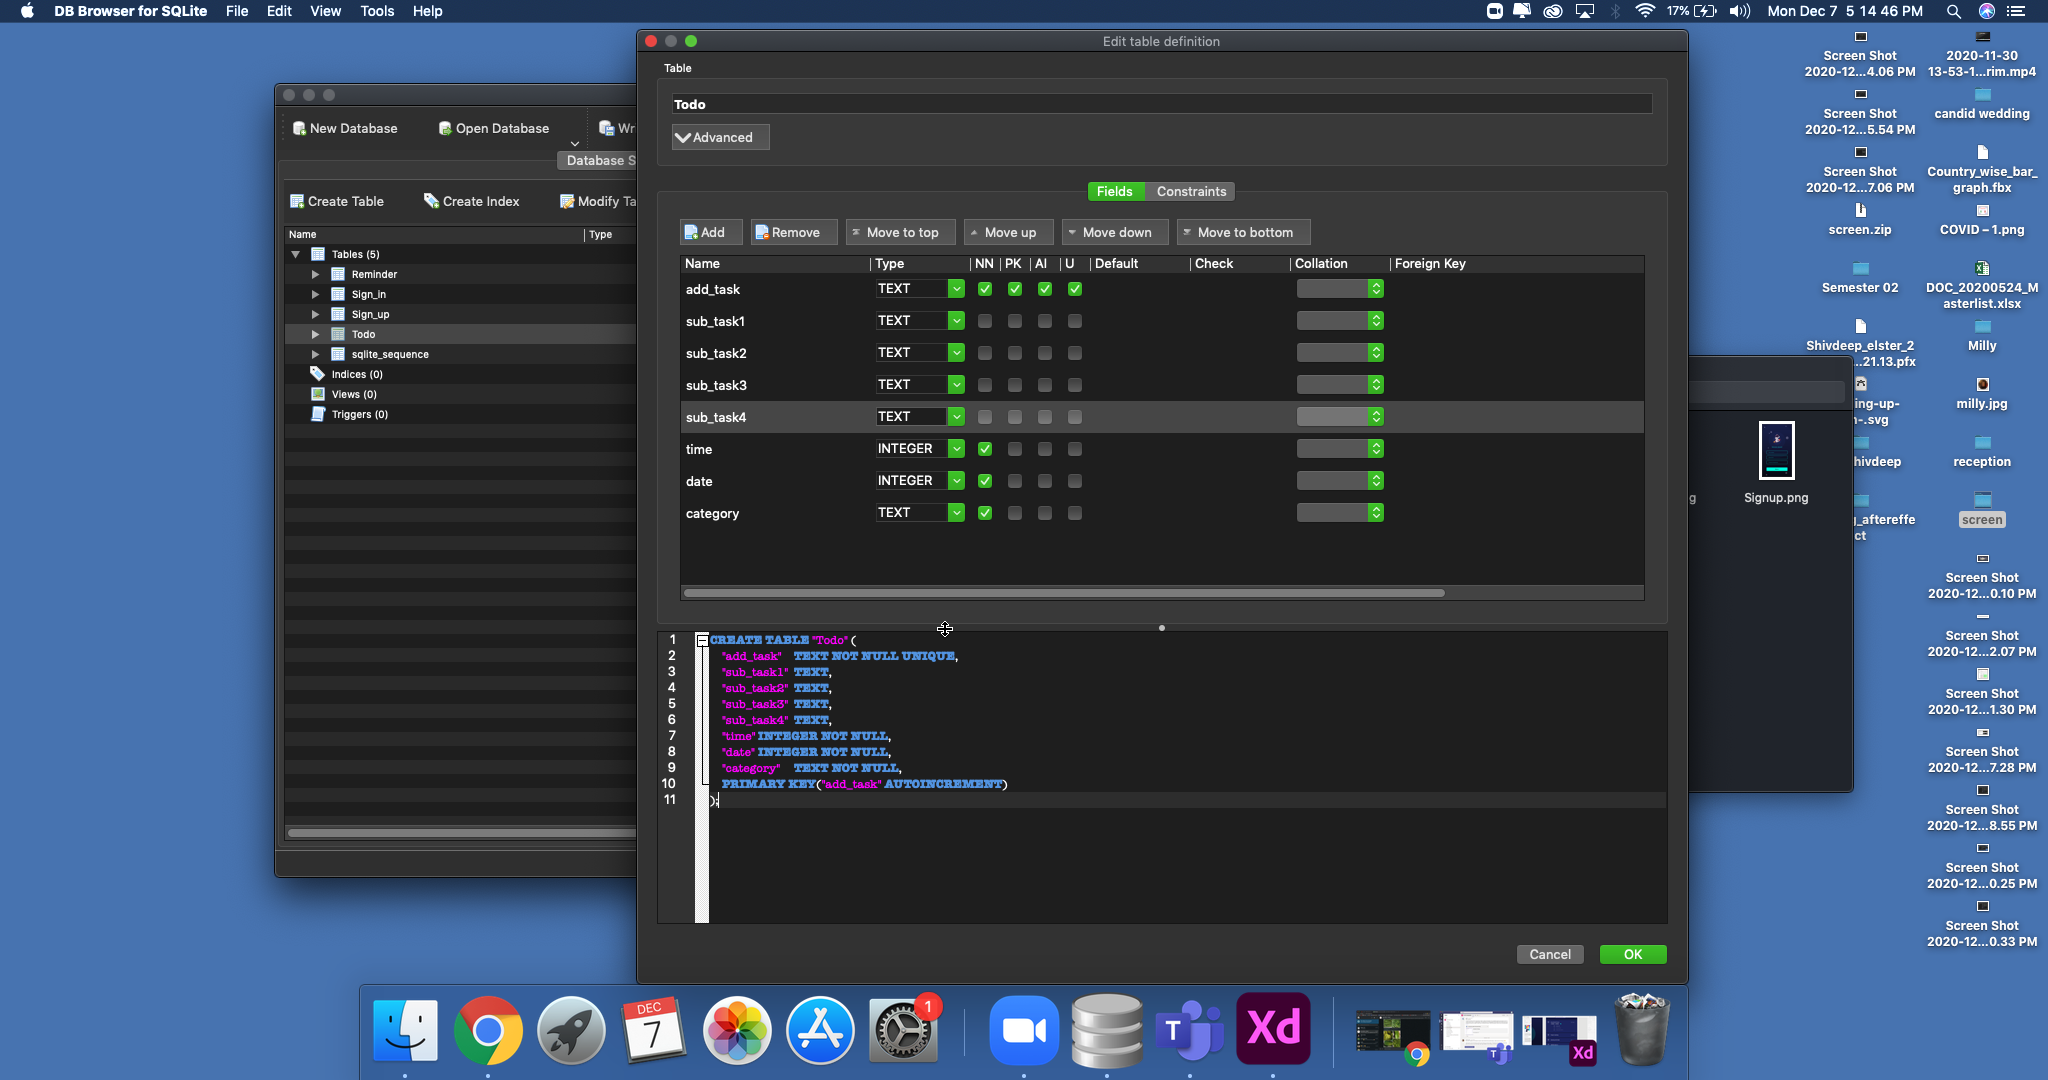 DB Browser for SQLite File Edit View Tools Help
17% Mon Dec 7 5 14 46 PM
Edit table definition
Table
Todo
Advanced
New Database Open Database Wri
Database S
Create Table Create Index Modify Ta
Name Type
Tables (5)
Reminder
Sign_in
Sign_up
Todo
sqlite_sequence
Indices (0)
Views (0)
Triggers (0)
Fields Constraints
Add Remove Move to top Move up Move down Move to bottom
Name Type NN PK AI U Default Check Collation Foreign Key
add_task TEXT
sub_task1 TEXT
sub_task2 TEXT
sub_task3 TEXT
sub_task4 TEXT
time INTEGER
date INTEGER
category TEXT
1 CREATE TABLE "Todo" (
2 "add_task" TEXT NOT NULL UNIQUE,
3 "sub_task1" TEXT,
4 "sub_task2" TEXT,
5 "sub_task3" TEXT,
6 "sub_task4" TEXT,
7 "time" INTEGER NOT NULL,
8 "date" INTEGER NOT NULL,
9 "category" TEXT NOT NULL,
10 PRIMARY KEY("add_task" AUTOINCREMENT)
11 );
Cancel OK
Screen Shot
2020-12...4.06 PM
2020-11-30
13-53-1...rim.mp4
Screen Shot
2020-12...5.54 PM
candid wedding
Screen Shot
2020-12...7.06 PM
Country_wise_bar_
graph.fbx
screen.zip
COVID – 1.png
Semester 02
DOC_20200524_M
asterlist.xlsx
Shivdeep_elster_2
...21.13.pfx
Milly
ing-up-
n-.svg
milly.jpg
hivdeep
reception
g
Signup.png
_aftereffe
ct
screen
Screen Shot
2020-12...0.10 PM
Screen Shot
2020-12...2.07 PM
Screen Shot
2020-12...1.30 PM
Screen Shot
2020-12...7.28 PM
Screen Shot
2020-12...8.55 PM
Screen Shot
2020-12...0.25 PM
Screen Shot
2020-12...0.33 PM
DEC
7
1
T
Xd
T
Xd